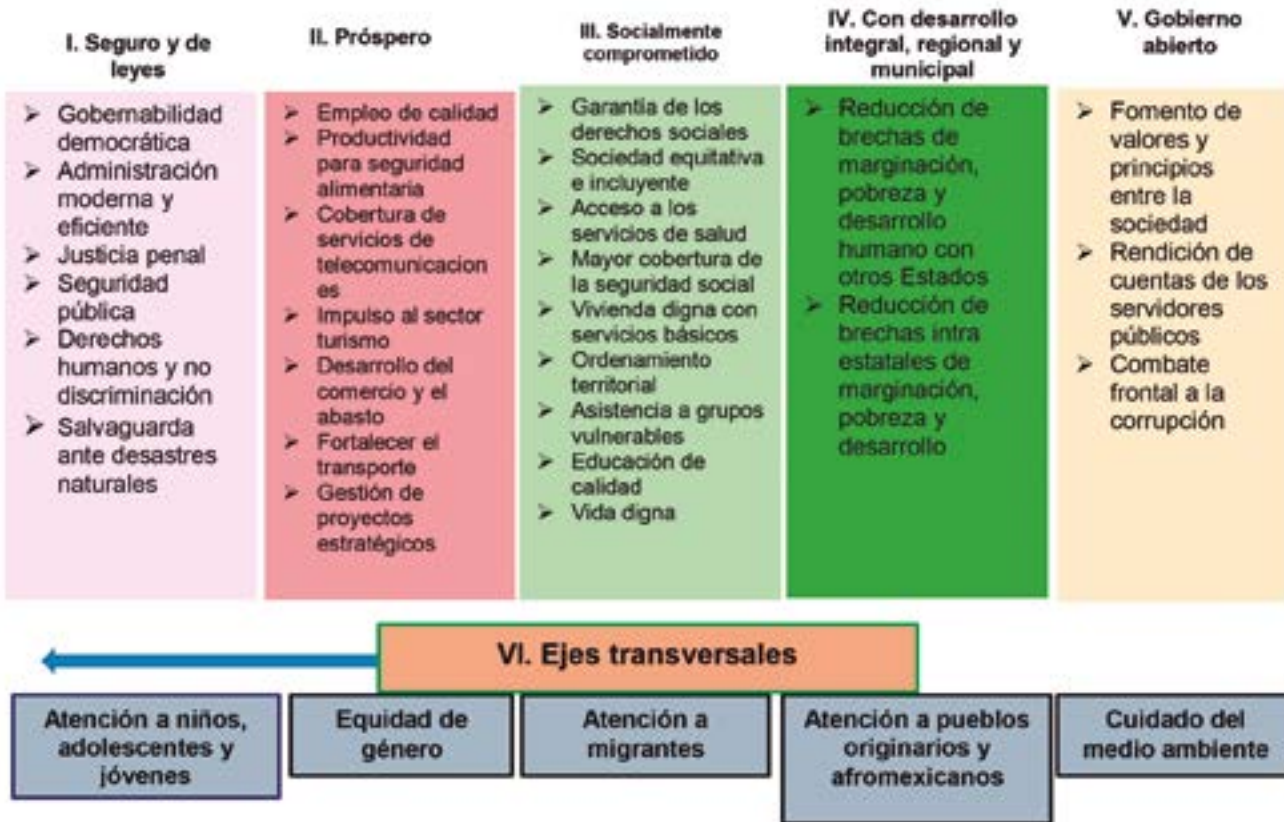 I. Seguro y de
leyes
➢ Gobernabilidad
democrática
➢ Administración
moderna y
eficiente
➢ Justicia penal
➢ Seguridad
pública
➢ Derechos
humanos y no
discriminación
➢ Salvaguarda
ante desastres
naturales
II. Próspero
➢ Empleo de calidad
➢ Productividad
para seguridad
alimentaria
➢ Cobertura de
servicios de
telecomunicacion
es
➢ Impulso al sector
turismo
➢ Desarrollo del
comercio y el
abasto
➢ Fortalecer el
transporte
➢ Gestión de
proyectos
estratégicos
III. Socialmente
comprometido
➢ Garantía de los
derechos sociales
➢ Sociedad equitativa
e incluyente
➢ Acceso a los
servicios de salud
➢ Mayor cobertura de
la seguridad social
➢ Vivienda digna con
servicios básicos
➢ Ordenamiento
territorial
➢ Asistencia a grupos
vulnerables
➢ Educación de
calidad
➢ Vida digna
IV. Con desarrollo
integral, regional y
municipal
➢ Reducción de
brechas de
marginación,
pobreza y
desarrollo
humano con
otros Estados
➢ Reducción de
brechas intra
estatales de
marginación,
pobreza y
desarrollo
V. Gobierno
abierto
➢ Fomento de
valores y
principios
entre la
sociedad
➢ Rendición de
cuentas de los
servidores
públicos
➢ Combate
frontal a la
corrupción
VI. Ejes transversales
Atención a niños,
adolescentes y
jóvenes
Equidad de
género
Atención a
migrantes
Atención a pueblos
originarios y
afromexicanos
Cuidado del
medio ambiente